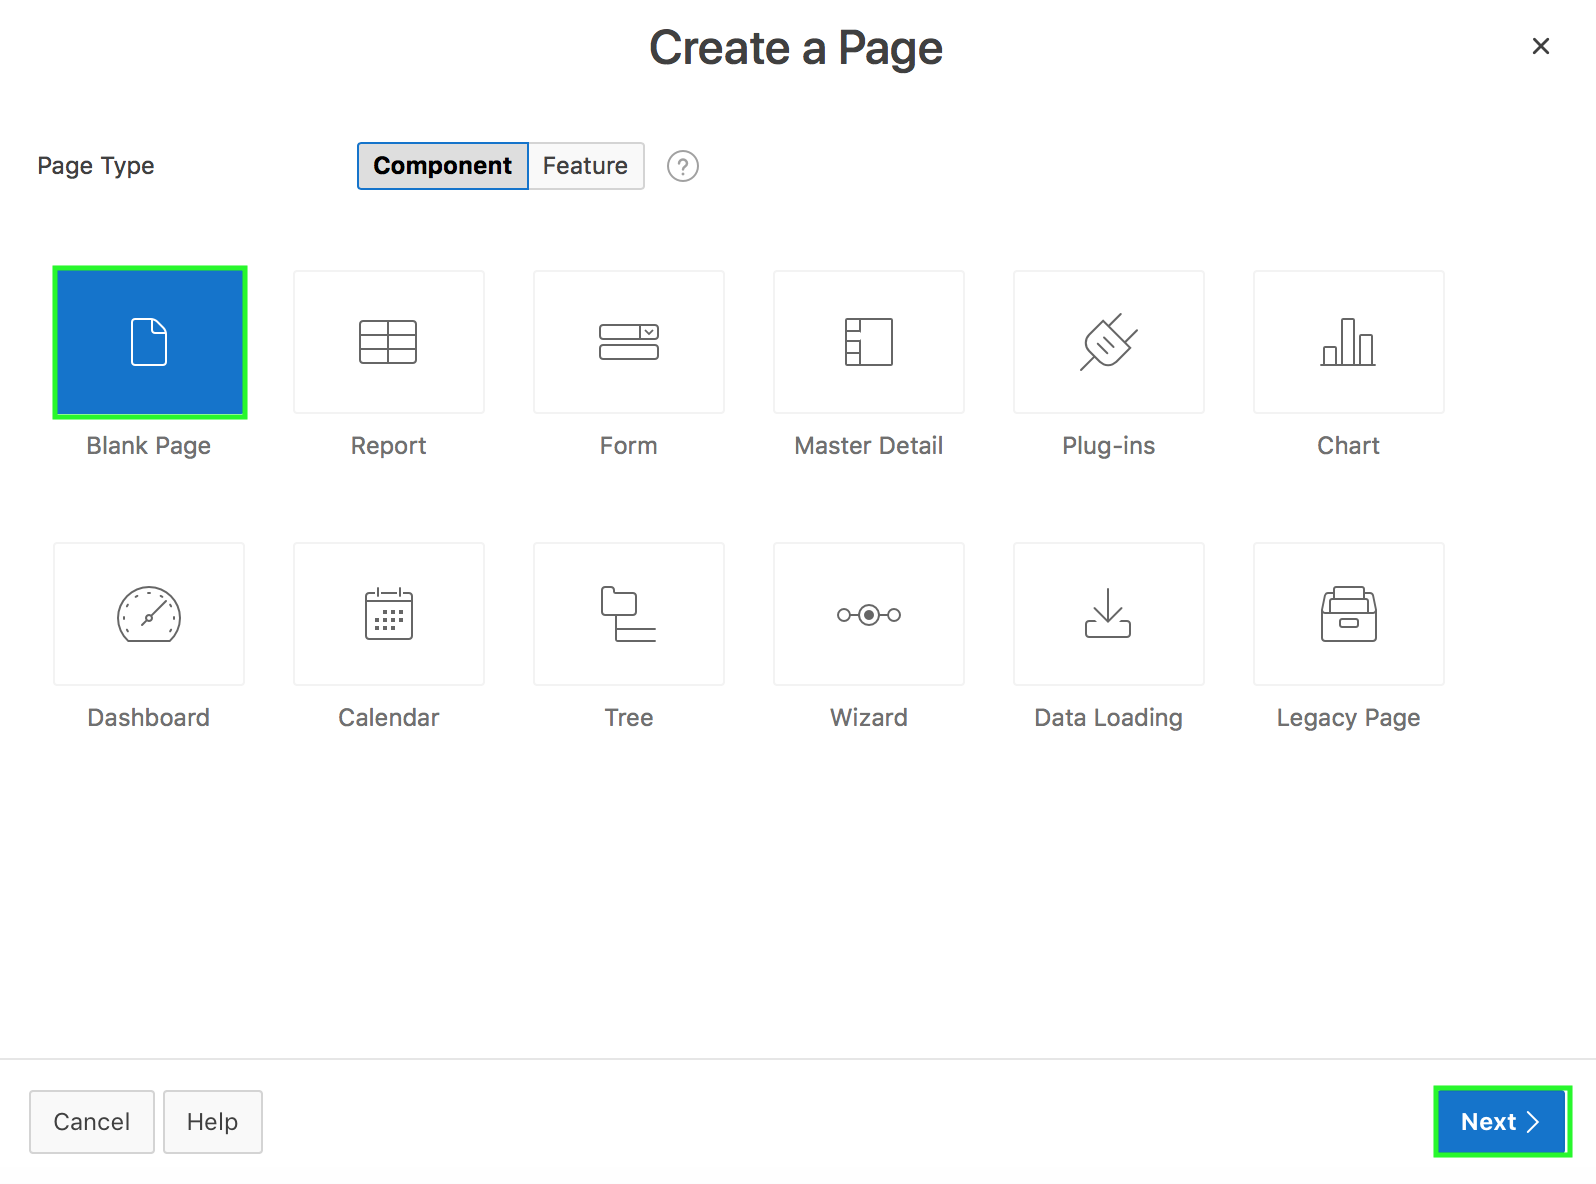 Create a Page
Page Type
Component Feature ?
Blank Page Report Form Master Detail Plug-ins Chart
Dashboard Calendar Tree Wizard Data Loading Legacy Page
Cancel Help Next